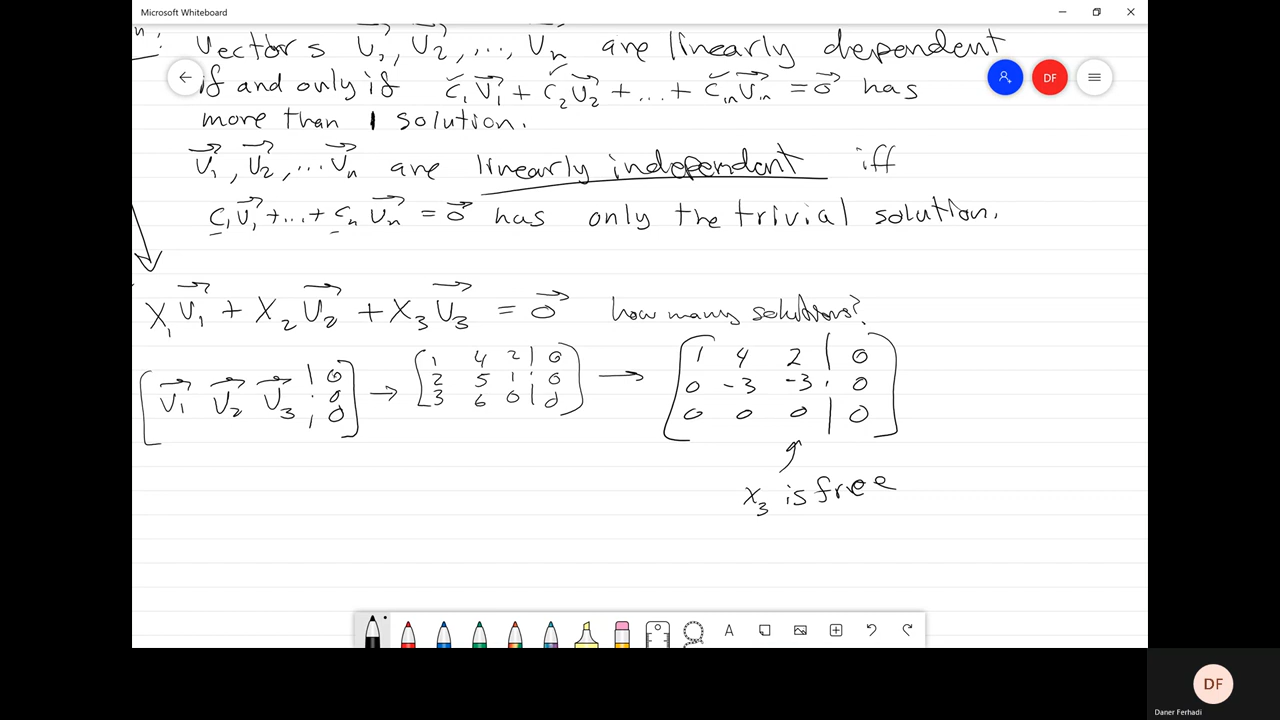 Microsoft Whiteboard
n: Vectors v₁, v₂, ..., vₙ are linearly dependent
if and only if c₁v₁ + c₂v₂ + ... + cₙvₙ = 0 has
more than 1 solution.
v₁, v₂, ... vₙ are linearly independent iff
c₁v₁ + ... + cₙvₙ = 0 has only the trivial solution.
x₁v₁ + x₂v₂ + x₃v₃ = 0 how many solutions?
[v₁ v₂ v₃ | 0 0 0] → [1 4 2 | 0 → [1 4 2 | 0
2 5 1 | 0 0 -3 -3 | 0
3 6 0 | 0] 0 0 0 | 0]
x₃ is free
DF
A
DF
Daner Ferhadi